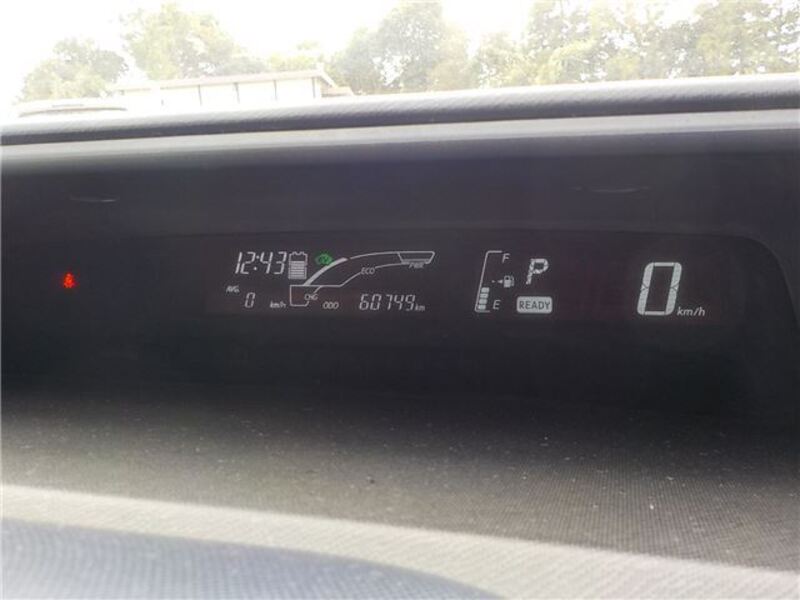 12:43
ECO
PWR
AVG
0 km/h
CHG
ODO 60749 km
F
E
P
READY
0 km/h